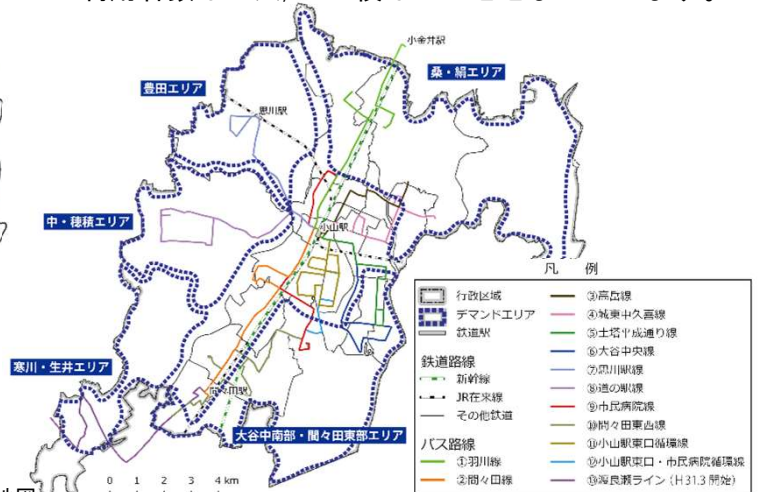 小金井駅
桑・絹エリア
豊田エリア
思川駅
中・穂積エリア
小山駅
寒川・生井エリア
間々田駅
大谷中南部・間々田東部エリア
0 1 2 3 4 km
凡 例
行政区域
デマンドエリア
鉄道駅
鉄道路線
新幹線
JR在来線
その他鉄道
バス路線
①羽川線
②間々田線
③高岳線
④城東中久喜線
⑤土塔平成通り線
⑥大谷中央線
⑦思川駅線
⑧道の駅線
⑨市民病院線
⑩間々田東西線
⑪小山駅東口循環線
⑫小山駅東口・市民病院循環線
⑬渡良瀬ライン（H31.3 開始）